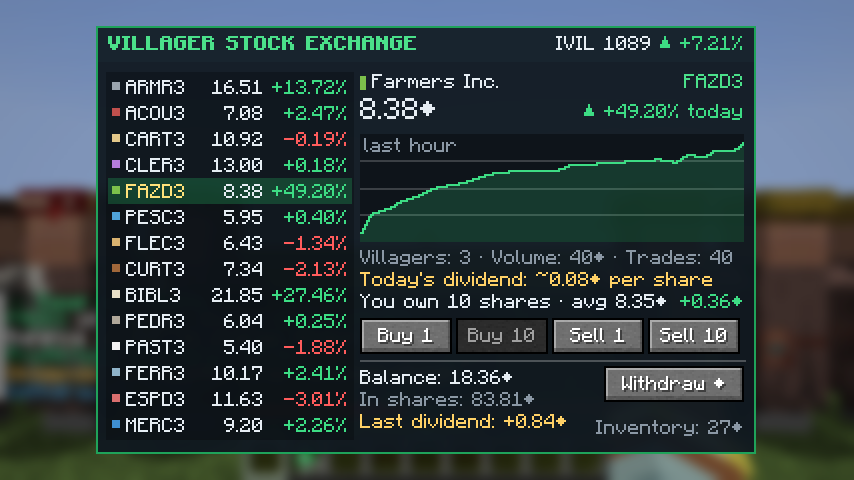 VILLAGER STOCK EXCHANGE
IVIL 1089 ▲ +7.21%
ARMR3 16.51 +13.72%
ACOU3 7.08 +2.47%
CART3 10.92 −0.19%
CLER3 13.00 +0.18%
FAZD3 8.38 +49.20%
PESC3 5.95 +0.40%
FLEC3 6.43 −1.34%
CURT3 7.34 −2.13%
BIBL3 21.85 +27.46%
PEDR3 6.04 +0.25%
PAST3 5.40 −1.88%
FERR3 10.17 +2.41%
ESPD3 11.63 −3.01%
MERC3 9.20 +2.26%
Farmers Inc. FAZD3
8.38♦ ▲ +49.20% today
last hour
Villagers: 3 · Volume: 40♦ · Trades: 40
Today's dividend: ~0.08♦ per share
You own 10 shares · avg 8.35♦ +0.36♦
Buy 1 Buy 10 Sell 1 Sell 10
Balance: 18.36♦
Withdraw ♦
In shares: 83.81♦
Last dividend: +0.84♦
Inventory: 27♦